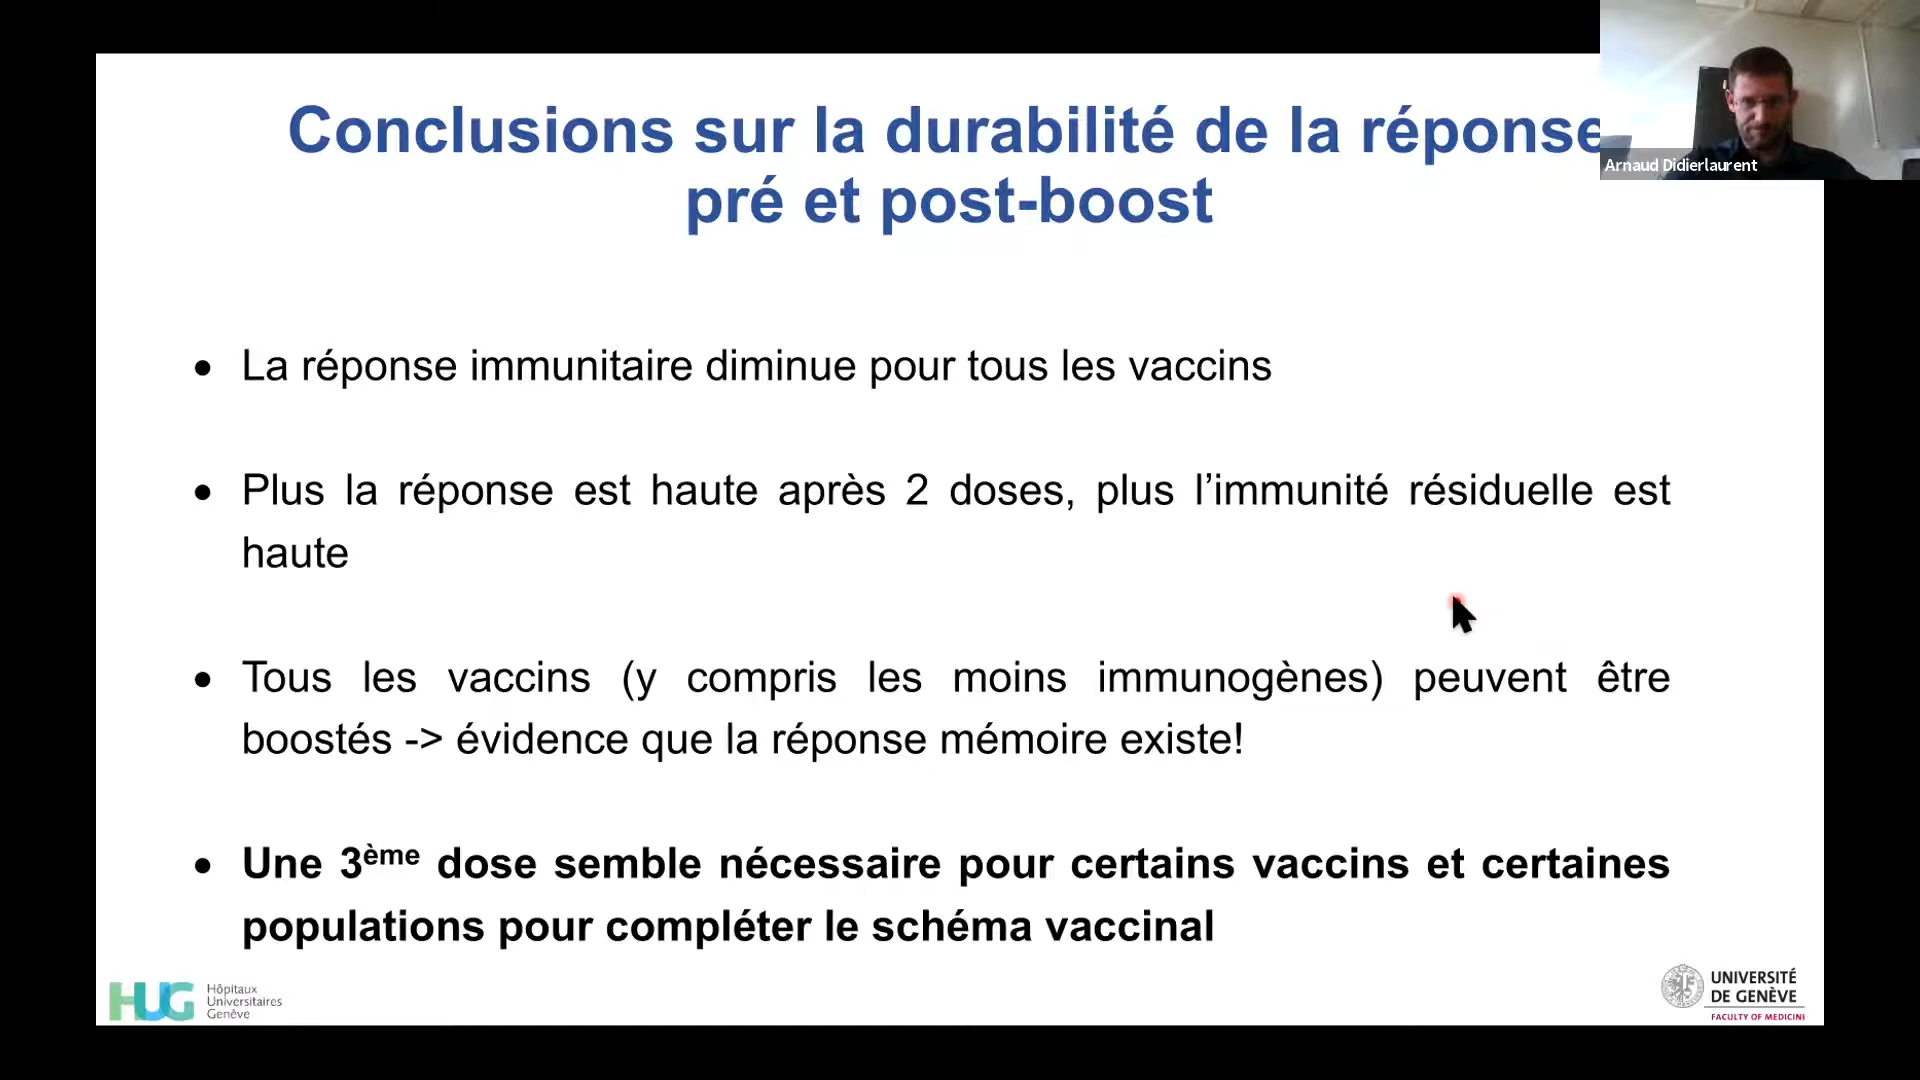 Conclusions sur la durabilité de la réponse
pré et post-boost
Arnaud Didierlaurent
• La réponse immunitaire diminue pour tous les vaccins
• Plus la réponse est haute après 2 doses, plus l’immunité résiduelle est
haute
• Tous les vaccins (y compris les moins immunogènes) peuvent être
boostés -> évidence que la réponse mémoire existe!
• Une 3ème dose semble nécessaire pour certains vaccins et certaines
populations pour compléter le schéma vaccinal
HUG
Hôpitaux
Universitaires
Genève
UNIVERSITÉ
DE GENÈVE
FACULTY OF MEDICINE